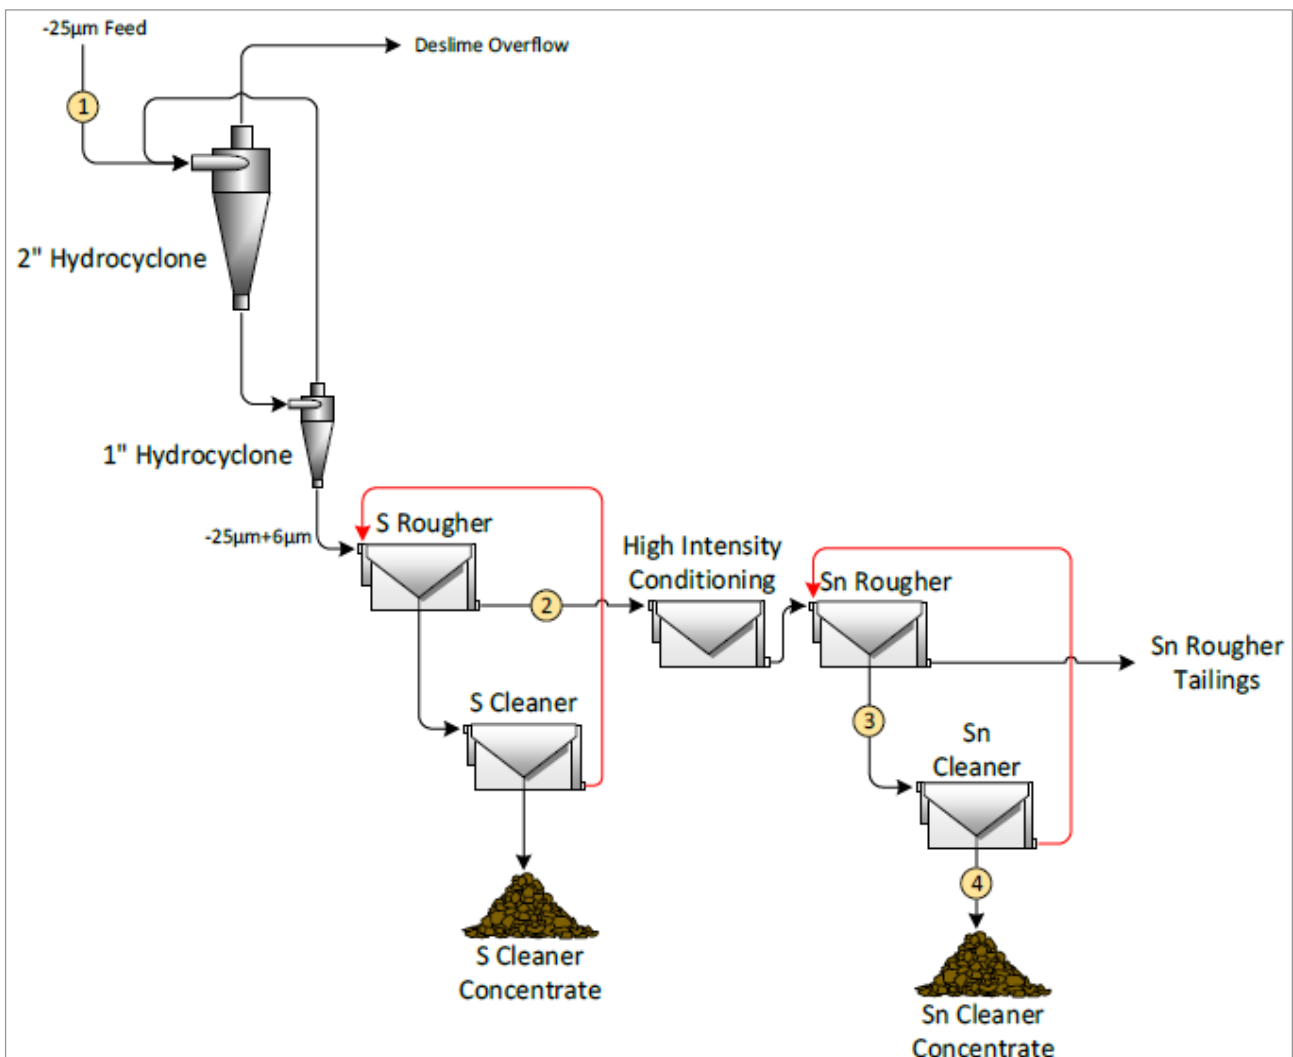 -25µm Feed
Deslime Overflow
1
2" Hydrocyclone
1" Hydrocyclone
-25µm+6µm
S Rougher
High Intensity
Conditioning
Sn Rougher
2
Sn Rougher
Tailings
S Cleaner
3
Sn
Cleaner
4
S Cleaner
Concentrate
Sn Cleaner
Concentrate